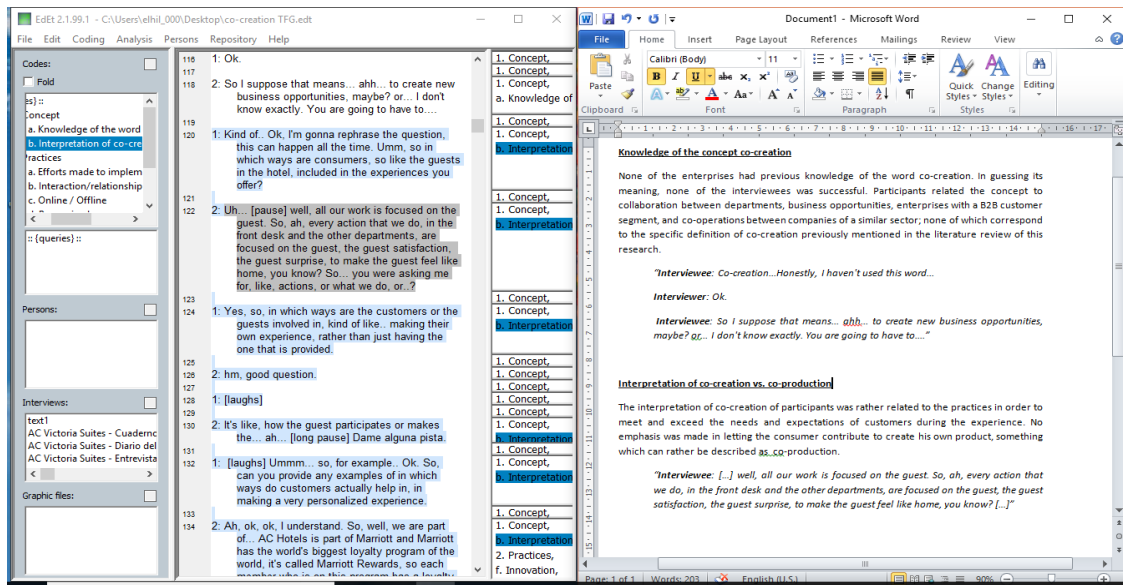 EdEt 2.1.99.1 - C:\Users\elhil_000\Desktop\co-creation TFG.edt
File Edit Coding Analysis Persons Repository Help
Codes:
Fold
es} ::
Concept
a. Knowledge of the word
b. Interpretation of co-cre
ractices
a. Efforts made to implem
b. Interaction/relationship
c. Online / Offline
:: {queries} ::
Persons:
Interviews:
text1
AC Victoria Suites - Cuadernc
AC Victoria Suites - Diario del
AC Victoria Suites - Entrevista
Graphic files:
116 1: Ok.
117
118 2: So I suppose that means... ahh... to create new
business opportunities, maybe? or... I don't
know exactly. You are going to have to....
119
120 1: Kind of.. Ok, I'm gonna rephrase the question,
this can happen all the time. Umm, so in
which ways are consumers, so like the guests
in the hotel, included in the experiences you
offer?
121
122 2: Uh... [pause] well, all our work is focused on the
guest. So, ah, every action that we do, in the
front desk and the other departments, are
focused on the guest, the guest satisfaction,
the guest surprise, to make the guest feel like
home, you know? So... you were asking me
for, like, actions, or what we do, or..?
123
124 1: Yes, so, in which ways are the customers or the
guests involved in, kind of like.. making their
own experience, rather than just having the
one that is provided.
125
126 2: hm, good question.
127
128 1: [laughs]
129
130 2: It's like, how the guest participates or makes
the... ah... [long pause] Dame alguna pista.
131
132 1: [laughs] Ummm... so, for example.. Ok. So,
can you provide any examples of in which
ways do customers actually help in, in
making a very personalized experience.
133
134 2: Ah, ok, ok, I understand. So, well, we are part
of... AC Hotels is part of Marriott and Marriott
has the world's biggest loyalty program of the
world, it's called Marriott Rewards, so each
member who is on this program has a loyalty
1. Concept,
1. Concept,
1. Concept,
a. Knowledge of
1. Concept,
1. Concept,
b. Interpretation
1. Concept,
1. Concept,
b. Interpretation
1. Concept,
1. Concept,
b. Interpretation
1. Concept,
1. Concept,
1. Concept,
1. Concept,
1. Concept,
1. Concept,
b. Interpretation
1. Concept,
1. Concept,
b. Interpretation
1. Concept,
1. Concept,
b. Interpretation
2. Practices,
f. Innovation,
Document1 - Microsoft Word
File Home Insert Page Layout References Mailings Review View
Calibri (Body) 11
Paste
B I U abc X₂ X²
Aa A A
Quick Styles
Change Styles
Editing
Clipboard Font Paragraph Styles
Knowledge of the concept co-creation
None of the enterprises had previous knowledge of the word co-creation. In guessing its
meaning, none of the interviewees was successful. Participants related the concept to
collaboration between departments, business opportunities, enterprises with a B2B customer
segment, and co-operations between companies of a similar sector; none of which correspond
to the specific definition of co-creation previously mentioned in the literature review of this
research.
"Interviewee: Co-creation...Honestly, I haven't used this word...
Interviewer: Ok.
Interviewee: So I suppose that means... ahh... to create new business opportunities,
maybe? or... I don't know exactly. You are going to have to...."
Interpretation of co-creation vs. co-production
The interpretation of co-creation of participants was rather related to the practices in order to
meet and exceed the needs and expectations of customers during the experience. No
emphasis was made in letting the consumer contribute to create his own product, something
which can rather be described as co-production.
"Interviewee: [...] well, all our work is focused on the guest. So, ah, every action that
we do, in the front desk and the other departments, are focused on the guest, the guest
satisfaction, the guest surprise, to make the guest feel like home, you know? [...]"
Page: 1 of 1 Words: 203 English (U.S.) 90%